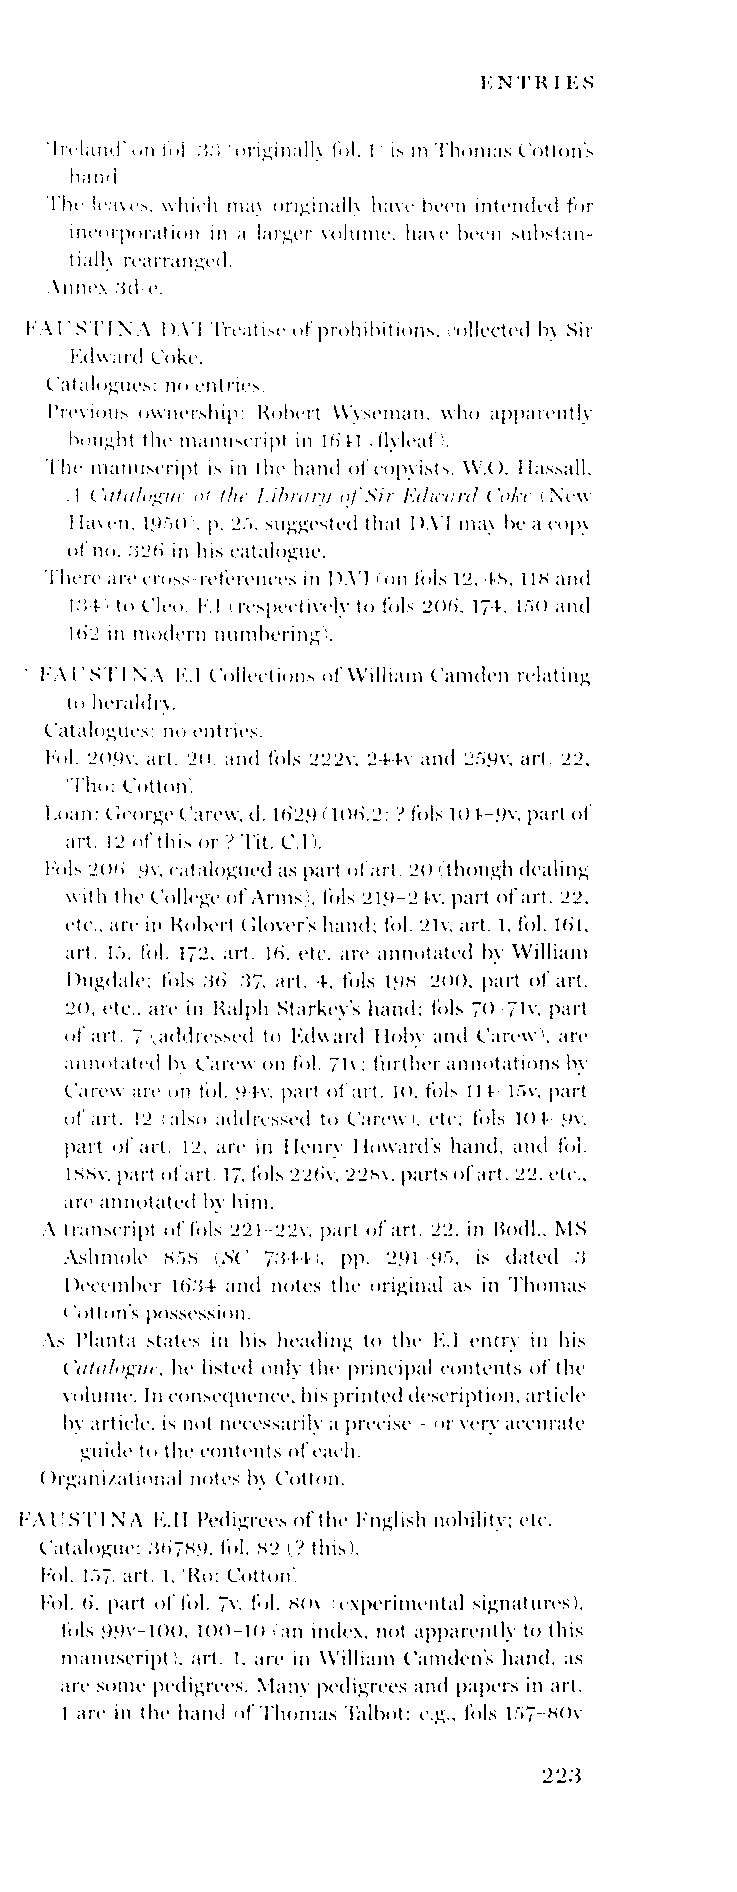 ENTRIES
'Ireland' on fol. 33 (originally fol. 1) is in Thomas Cotton's
hand.
The leaves, which may originally have been intended for
incorporation in a larger volume, have been substan-
tially rearranged.
Annex 3d-e.
FAUSTINA D.VI Treatise of prohibitions, collected by Sir
Edward Coke.
Catalogues: no entries.
Previous ownership: Robert Wyseman, who apparently
bought the manuscript in 1641 (flyleaf).
The manuscript is in the hand of copyists. W.O. Hassall,
A Catalogue of the Library of Sir Edward Coke (New
Haven, 1950), p. 25, suggested that D.VI may be a copy
of no. 326 in his catalogue.
There are cross-references in D.VI (on fols 12, 48, 118 and
134) to Cleo. F.I (respectively to fols 206, 174, 150 and
162 in modern numbering).
* FAUSTINA E.I Collections of William Camden relating
to heraldry.
Catalogues: no entries.
Fol. 209v, art. 20, and fols 222v, 244v and 259v, art. 22,
'Tho: Cotton'.
Loan: George Carew, d. 1629 (106.2: ? fols 104-9v, part of
art. 12 of this or ? Tit. C.I).
Fols 206-9v, catalogued as part of art. 20 (though dealing
with the College of Arms), fols 219-24v, part of art. 22,
etc., are in Robert Glover's hand; fol. 21v, art. 1, fol. 161,
art. 15, fol. 172, art. 16, etc. are annotated by William
Dugdale; fols 36-37, art. 4, fols 198-200, part of art.
20, etc., are in Ralph Starkey's hand; fols 70-71v, part
of art. 7 (addressed to Edward Hoby and Carew), are
annotated by Carew on fol. 71v; further annotations by
Carew are on fol. 94v, part of art. 10, fols 114-15v, part
of art. 12 (also addressed to Carew), etc; fols 104-9v,
part of art. 12, are in Henry Howard's hand, and fol.
188v, part of art. 17, fols 226v, 228v, parts of art. 22, etc.,
are annotated by him.
A transcript of fols 221-22v, part of art. 22, in Bodl., MS
Ashmole 858 (SC 7344), pp. 291-95, is dated 3
December 1634 and notes the original as in Thomas
Cotton's possession.
As Planta states in his heading to the E.I entry in his
Catalogue, he listed only the principal contents of the
volume. In consequence, his printed description, article
by article, is not necessarily a precise - or very accurate
guide to the contents of each.
Organizational notes by Cotton.
FAUSTINA E.II Pedigrees of the English nobility; etc.
Catalogue: 36789, fol. 82 (? this).
Fol. 157, art. 1, 'Ro: Cotton'.
Fol. 6, part of fol. 7v, fol. 80v (experimental signatures),
fols 99v-100, 100-10 (an index, not apparently to this
manuscript), art. 1, are in William Camden's hand, as
are some pedigrees. Many pedigrees and papers in art.
1 are in the hand of Thomas Talbot: e.g., fols 157-80v
223